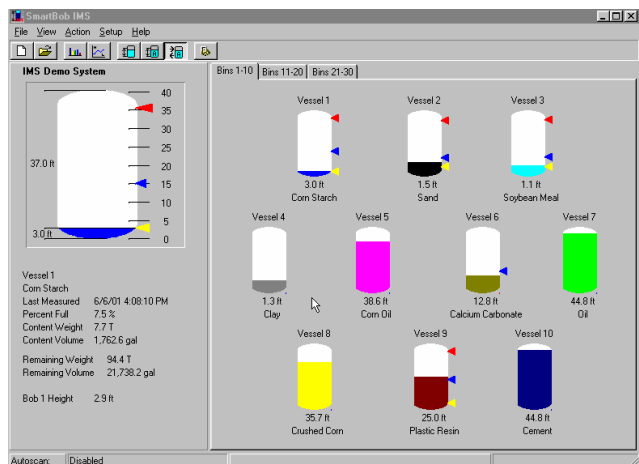 SmartBob IMS
File View Action Setup Help
IMS Demo System
40
35
30
25
20
15
10
5
0
37.0 ft
3.0 ft
Vessel 1
Corn Starch
Last Measured 6/6/01 4:08:10 PM
Percent Full 7.5 %
Content Weight 7.7 T
Content Volume 1,762.6 gal
Remaining Weight 94.4 T
Remaining Volume 21,738.2 gal
Bob 1 Height 2.9 ft
Bins 1-10 Bins 11-20 Bins 21-30
Vessel 1 Vessel 2 Vessel 3
3.0 ft 1.5 ft 1.1 ft
Corn Starch Sand Soybean Meal
Vessel 4 Vessel 5 Vessel 6 Vessel 7
1.3 ft 38.6 ft 12.8 ft 44.8 ft
Clay Corn Oil Calcium Carbonate Oil
Vessel 8 Vessel 9 Vessel 10
35.7 ft 25.0 ft 44.8 ft
Crushed Corn Plastic Resin Cement
Autoscan: Disabled